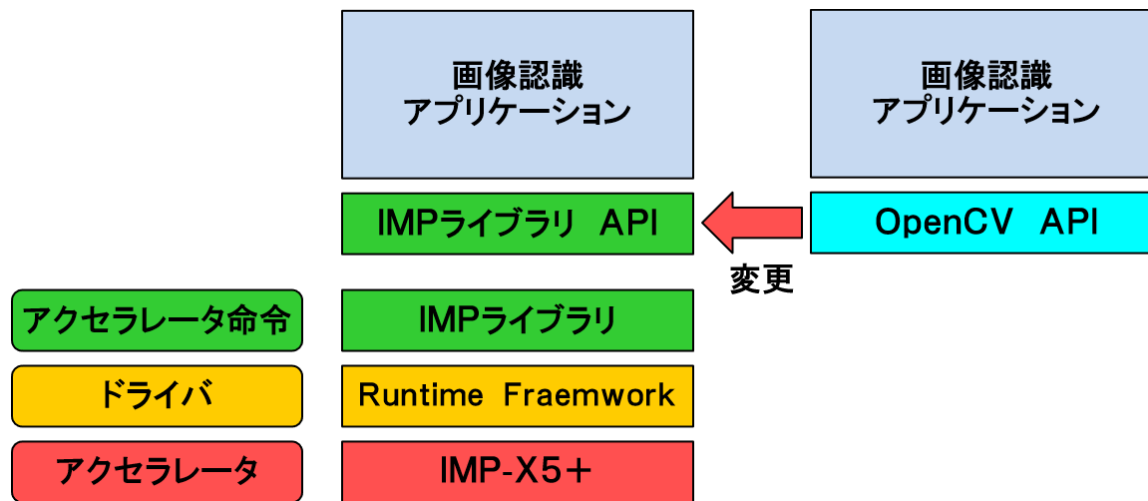 画像認識
アプリケーション
画像認識
アプリケーション
IMPライブラリ API
OpenCV API
変更
アクセラレータ命令
IMPライブラリ
ドライバ
Runtime Fraemwork
アクセラレータ
IMP-X5+